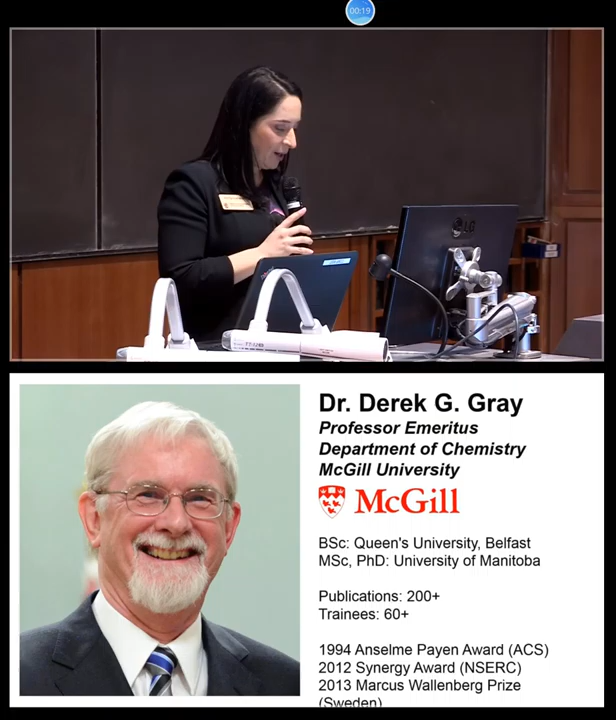 00:19
LG
Dr. Derek G. Gray
Professor Emeritus
Department of Chemistry
McGill University
McGill
BSc: Queen's University, Belfast
MSc, PhD: University of Manitoba
Publications: 200+
Trainees: 60+
1994 Anselme Payen Award (ACS)
2012 Synergy Award (NSERC)
2013 Marcus Wallenberg Prize
(Sweden)